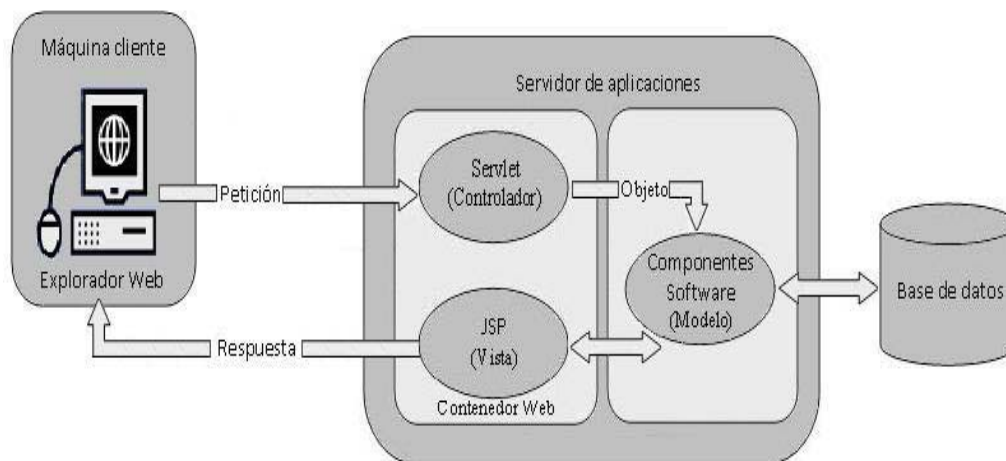 Máquina cliente
Explorador Web
Petición
Respuesta
Servidor de aplicaciones
Servlet
(Controlador)
Objeto
Componentes
Software
(Modelo)
JSP
(Vista)
Contenedor Web
Base de datos